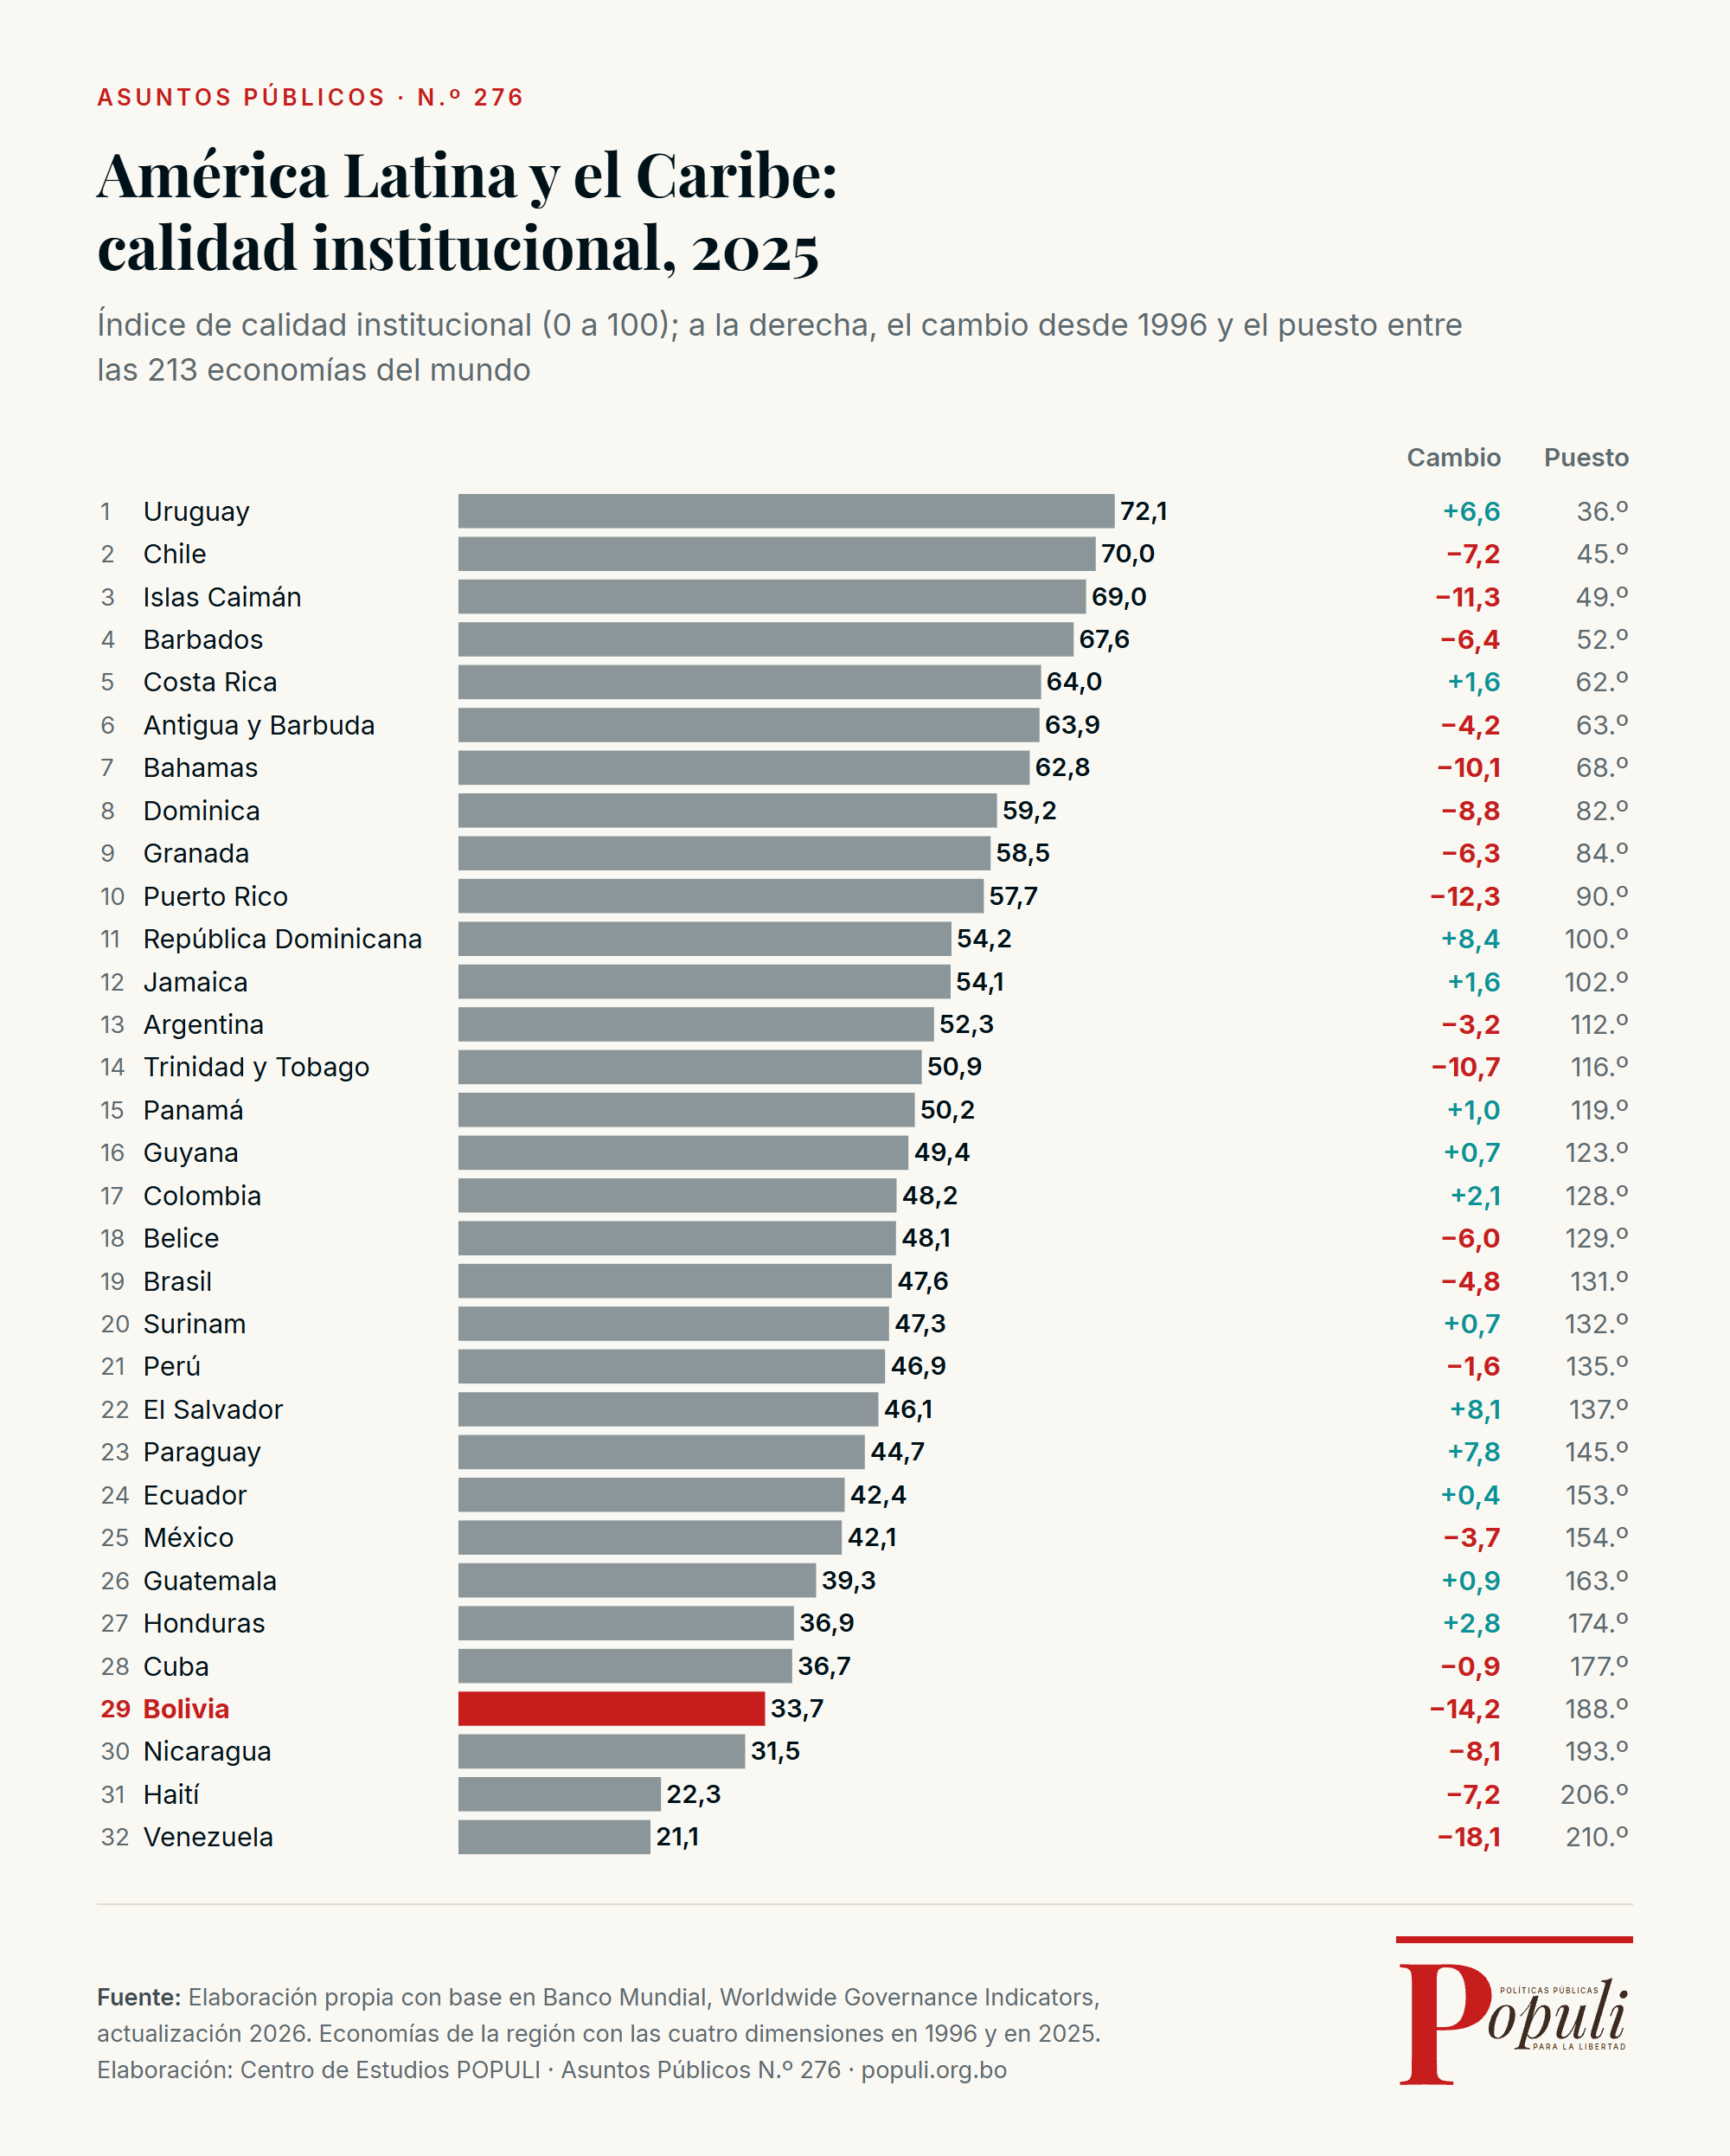 ASUNTOS PÚBLICOS · N.º 276
América Latina y el Caribe:
calidad institucional, 2025
Índice de calidad institucional (0 a 100); a la derecha, el cambio desde 1996 y el puesto entre
las 213 economías del mundo
Cambio Puesto
1 Uruguay 72,1 +6,6 36.º
2 Chile 70,0 −7,2 45.º
3 Islas Caimán 69,0 −11,3 49.º
4 Barbados 67,6 −6,4 52.º
5 Costa Rica 64,0 +1,6 62.º
6 Antigua y Barbuda 63,9 −4,2 63.º
7 Bahamas 62,8 −10,1 68.º
8 Dominica 59,2 −8,8 82.º
9 Granada 58,5 −6,3 84.º
10 Puerto Rico 57,7 −12,3 90.º
11 República Dominicana 54,2 +8,4 100.º
12 Jamaica 54,1 +1,6 102.º
13 Argentina 52,3 −3,2 112.º
14 Trinidad y Tobago 50,9 −10,7 116.º
15 Panamá 50,2 +1,0 119.º
16 Guyana 49,4 +0,7 123.º
17 Colombia 48,2 +2,1 128.º
18 Belice 48,1 −6,0 129.º
19 Brasil 47,6 −4,8 131.º
20 Surinam 47,3 +0,7 132.º
21 Perú 46,9 −1,6 135.º
22 El Salvador 46,1 +8,1 137.º
23 Paraguay 44,7 +7,8 145.º
24 Ecuador 42,4 +0,4 153.º
25 México 42,1 −3,7 154.º
26 Guatemala 39,3 +0,9 163.º
27 Honduras 36,9 +2,8 174.º
28 Cuba 36,7 −0,9 177.º
29 Bolivia 33,7 −14,2 188.º
30 Nicaragua 31,5 −8,1 193.º
31 Haití 22,3 −7,2 206.º
32 Venezuela 21,1 −18,1 210.º
Fuente: Elaboración propia con base en Banco Mundial, Worldwide Governance Indicators,
actualización 2026. Economías de la región con las cuatro dimensiones en 1996 y en 2025.
Elaboración: Centro de Estudios POPULI · Asuntos Públicos N.º 276 · populi.org.bo
POLÍTICAS PÚBLICAS
Populi
PARA LA LIBERTAD